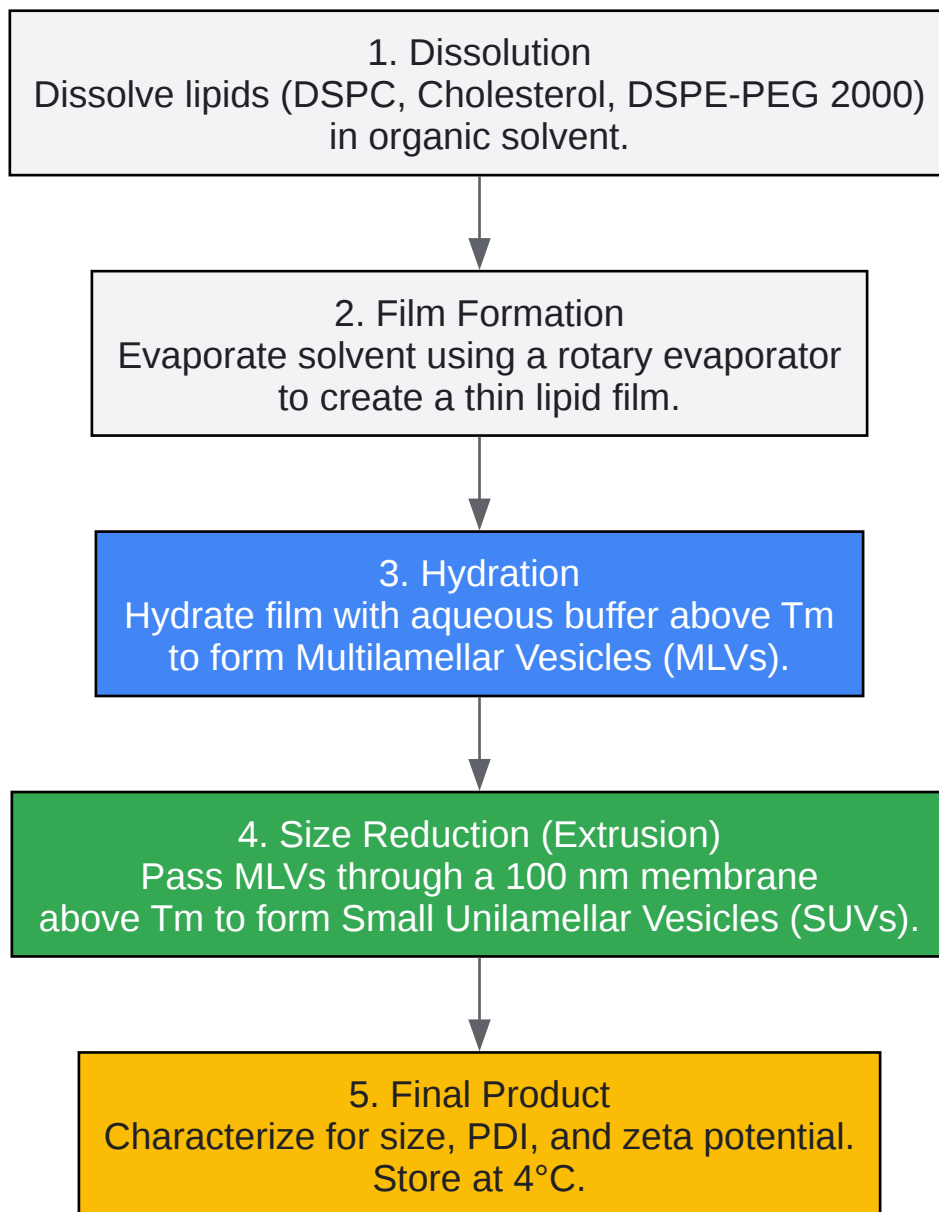 1. Dissolution
Dissolve lipids (DSPC, Cholesterol, DSPE-PEG 2000)
in organic solvent.
2. Film Formation
Evaporate solvent using a rotary evaporator
to create a thin lipid film.
3. Hydration
Hydrate film with aqueous buffer above Tm
to form Multilamellar Vesicles (MLVs).
4. Size Reduction (Extrusion)
Pass MLVs through a 100 nm membrane
above Tm to form Small Unilamellar Vesicles (SUVs).
5. Final Product
Characterize for size, PDI, and zeta potential.
Store at 4°C.